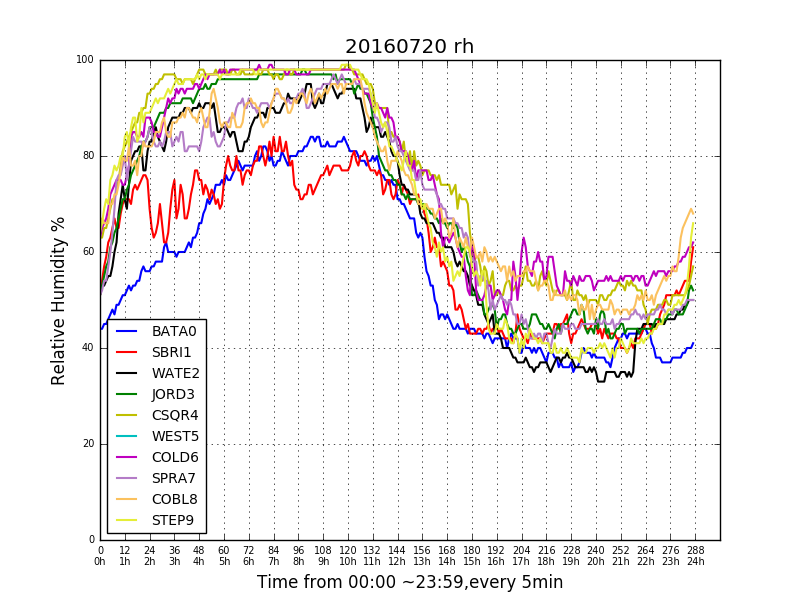 20160720 rh
100
80
60
40
20
0
Relative Humidity %
BATA0
SBRI1
WATE2
JORD3
CSQR4
WEST5
COLD6
SPRA7
COBL8
STEP9
0 12 24 36 48 60 72 84 96 108 120 132 144 156 168 180 192 204 216 228 240 252 264 276 288
0h 1h 2h 3h 4h 5h 6h 7h 8h 9h 10h 11h 12h 13h 14h 15h 16h 17h 18h 19h 20h 21h 22h 23h 24h
Time from 00:00 ~23:59,every 5min